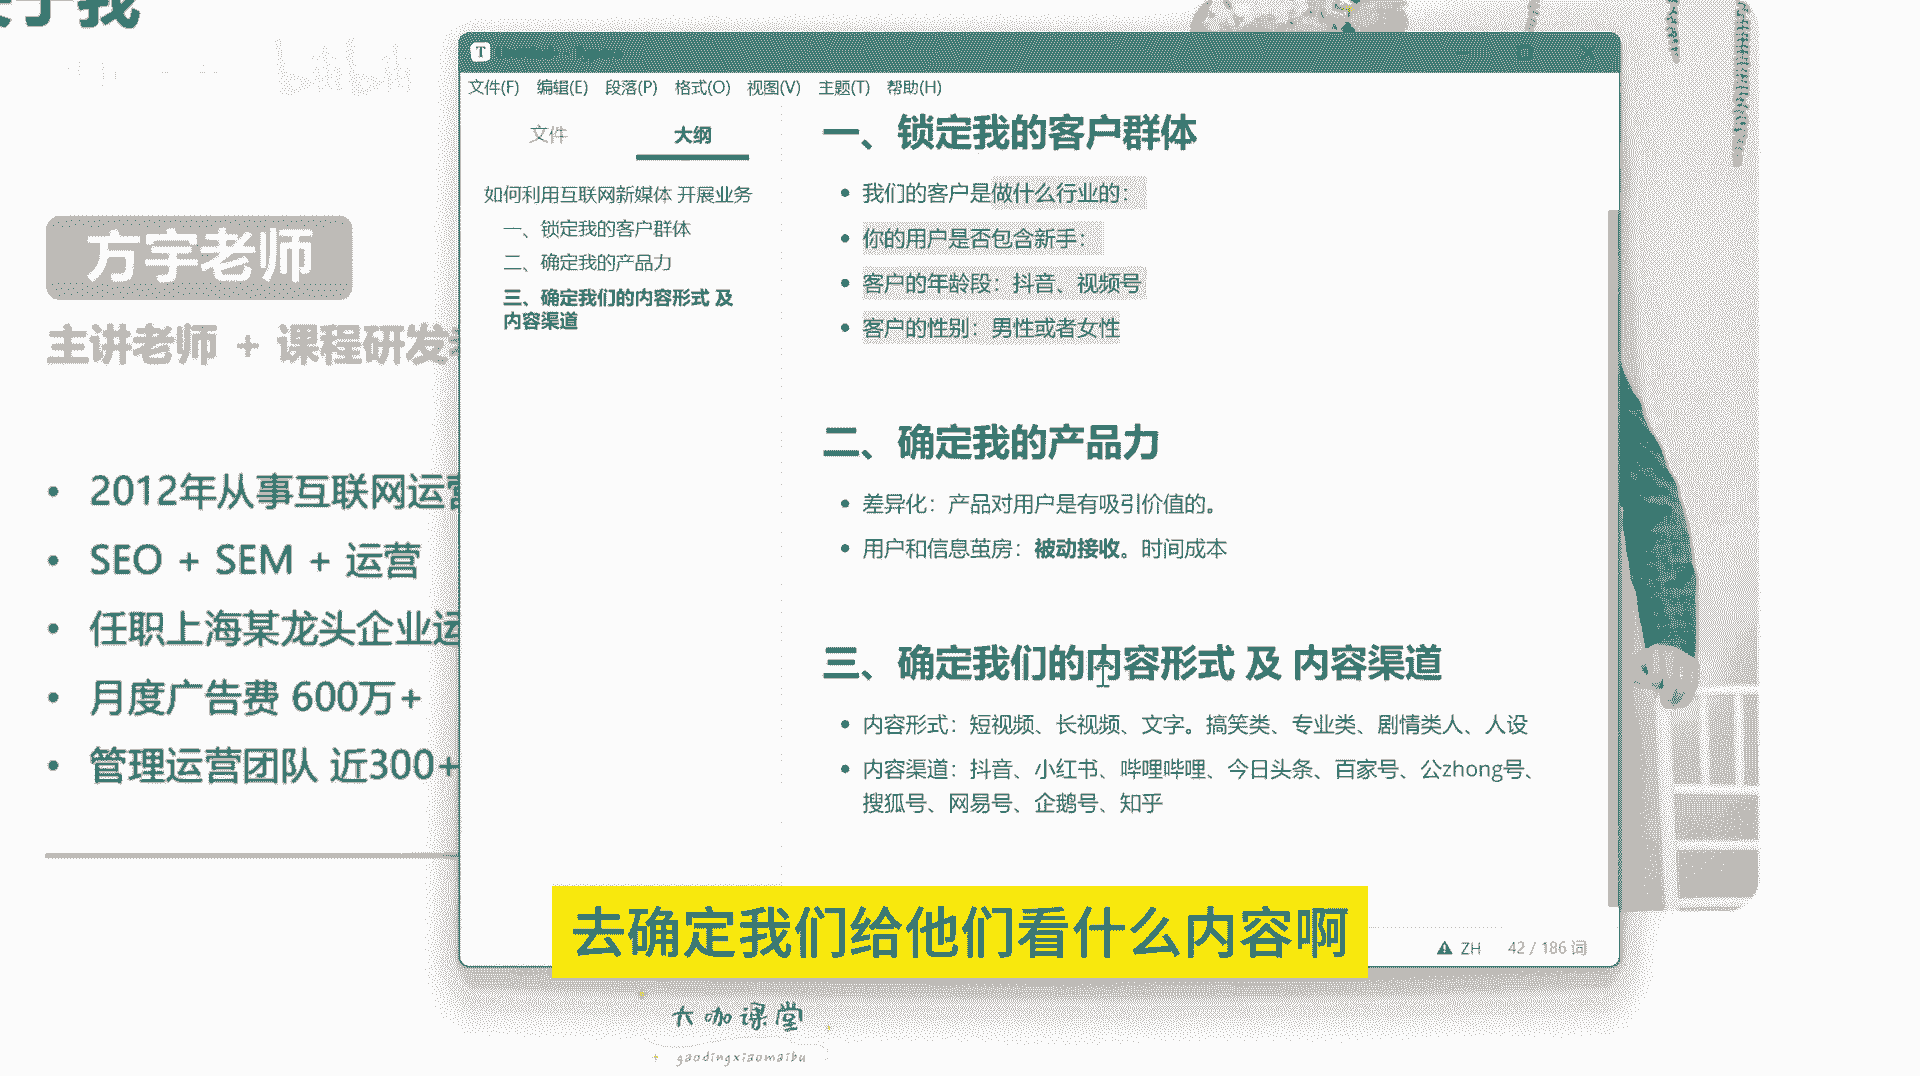 bilibili
方宇老师
主讲老师 + 课程研发
• 2012年从事互联网运营
• SEO + SEM + 运营
• 任职上海某龙头企业运
• 月度广告费 600万+
• 管理运营团队 近300+
T
文件(F) 编辑(E) 段落(P) 格式(O) 视图(V) 主题(T) 帮助(H)
文件 大纲
如何利用互联网新媒体 开展业务
一、锁定我的客户群体
二、确定我的产品力
三、确定我们的内容形式 及
内容渠道
一、锁定我的客户群体
• 我们的客户是做什么行业的：
• 你的用户是否包含新手：
• 客户的年龄段：抖音、视频号
• 客户的性别：男性或者女性
二、确定我的产品力
• 差异化：产品对用户是有吸引价值的。
• 用户和信息茧房：被动接收。时间成本
三、确定我们的内容形式 及 内容渠道
• 内容形式：短视频、长视频、文字。搞笑类、专业类、剧情类人、人设
• 内容渠道：抖音、小红书、哔哩哔哩、今日头条、百家号、公zhong号、
搜狐号、网易号、企鹅号、知乎
ZH 42 / 186 词
去确定我们给他们看什么内容啊
大咖课堂
gaodingxiaomaibu